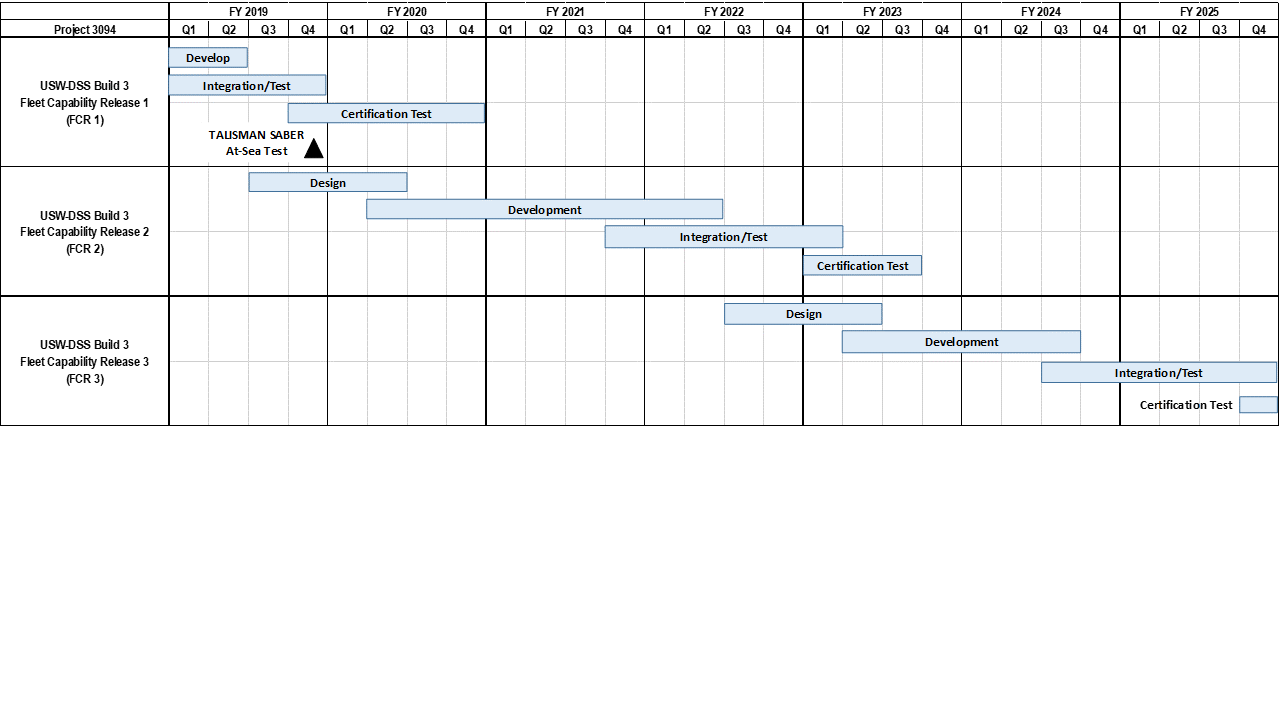 FY 2019 FY 2020 FY 2021 FY 2022 FY 2023 FY 2024 FY 2025
Project 3094 Q1 Q2 Q3 Q4 Q1 Q2 Q3 Q4 Q1 Q2 Q3 Q4 Q1 Q2 Q3 Q4 Q1 Q2 Q3 Q4 Q1 Q2 Q3 Q4 Q1 Q2 Q3 Q4
USW-DSS Build 3
Fleet Capability Release 1
(FCR 1)
Develop
Integration/Test
Certification Test
TALISMAN SABER
At-Sea Test
USW-DSS Build 3
Fleet Capability Release 2
(FCR 2)
Design
Development
Integration/Test
Certification Test
USW-DSS Build 3
Fleet Capability Release 3
(FCR 3)
Design
Development
Integration/Test
Certification Test